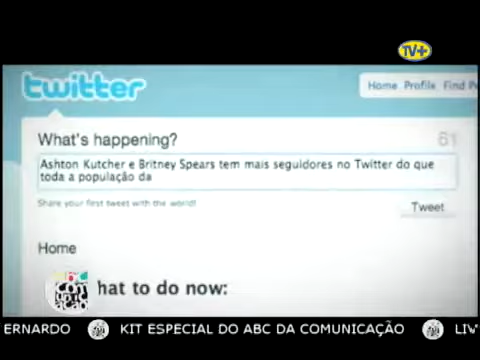 TV+
twitter
Home Profile Find
What's happening?
61
Ashton Kutcher e Britney Spears tem mais seguidores no Twitter do que
toda a população da
Share your first tweet with the world!
Tweet
Home
hat to do now:
ERNARDO KIT ESPECIAL DO ABC DA COMUNICAÇÃO